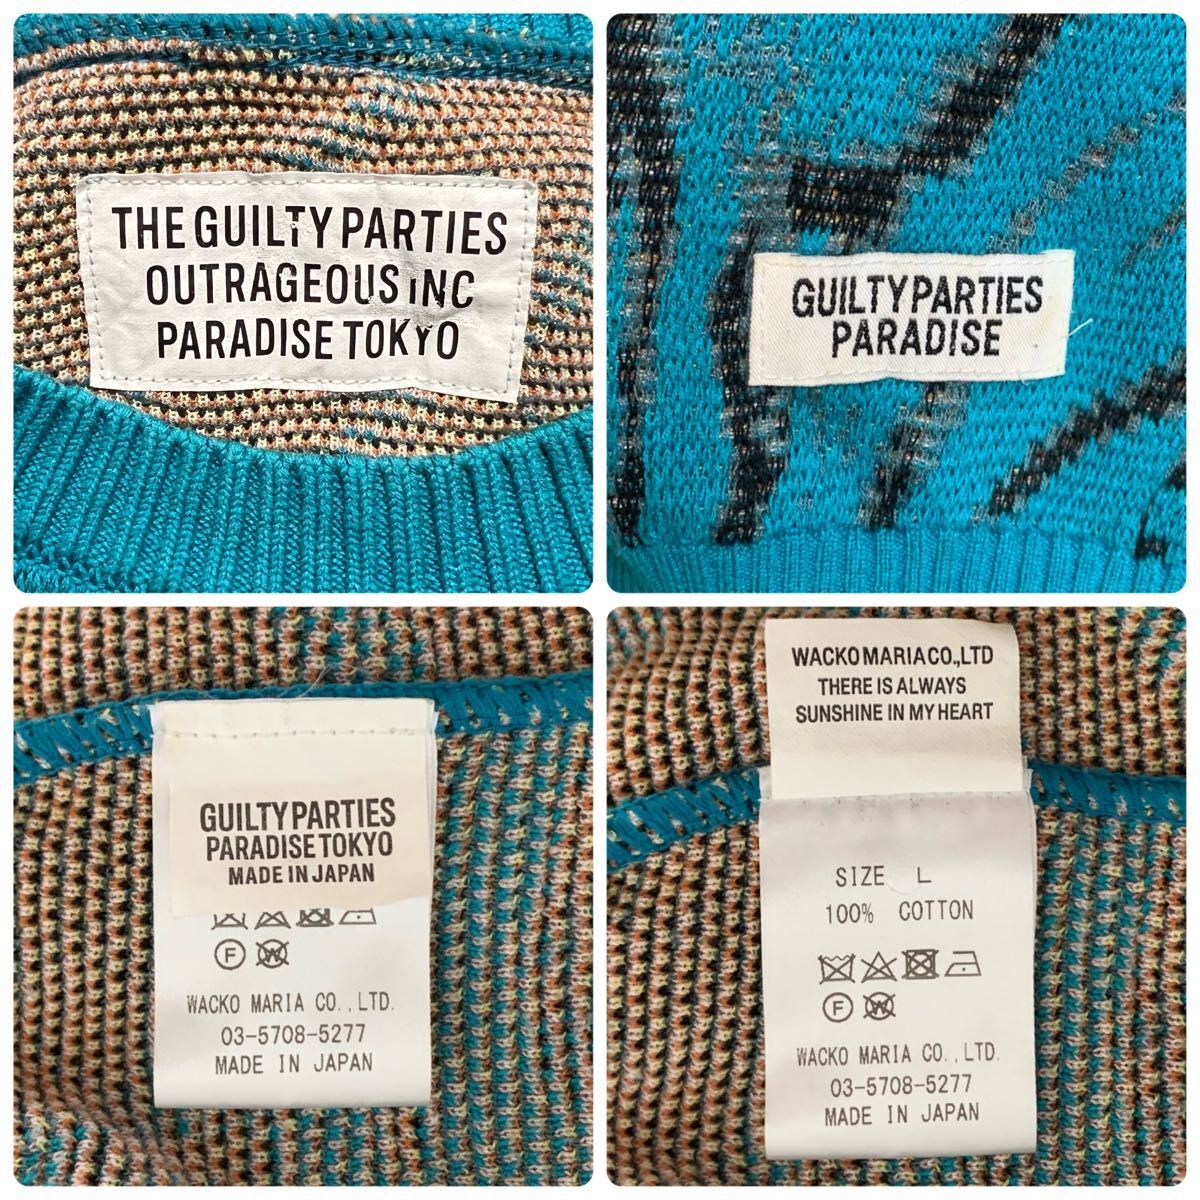 THE GUILTY PARTIES
OUTRAGEOUS INC
PARADISE TOKYO
GUILTY PARTIES
PARADISE
GUILTY PARTIES
PARADISE TOKYO
MADE IN JAPAN
F W
WACKO MARIA CO.,LTD.
03-5708-5277
MADE IN JAPAN
WACKO MARIA CO.,LTD
THERE IS ALWAYS
SUNSHINE IN MY HEART
SIZE L
100% COTTON
F W
WACKO MARIA CO.,LTD.
03-5708-5277
MADE IN JAPAN